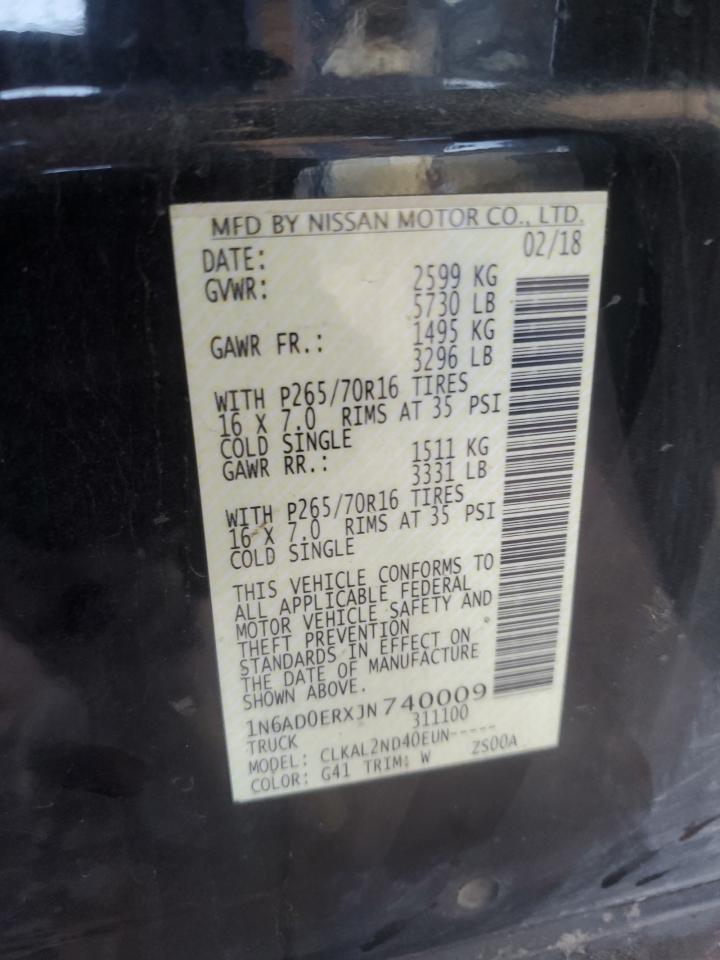 MFD BY NISSAN MOTOR CO., LTD.
DATE: 02/18
GVWR: 2599 KG
5730 LB
GAWR FR.: 1495 KG
3296 LB
WITH P265/70R16 TIRES
16 X 7.0 RIMS AT 35 PSI
COLD SINGLE
GAWR RR.: 1511 KG
3331 LB
WITH P265/70R16 TIRES
16 X 7.0 RIMS AT 35 PSI
COLD SINGLE
THIS VEHICLE CONFORMS TO
ALL APPLICABLE FEDERAL
MOTOR VEHICLE SAFETY AND
THEFT PREVENTION
STANDARDS IN EFFECT ON
THE DATE OF MANUFACTURE
SHOWN ABOVE.
1N6AD0ERXJN740009
TRUCK 311100
MODEL: CLKAL2ND40EUN-----
COLOR: G41 TRIM: W ZS00A